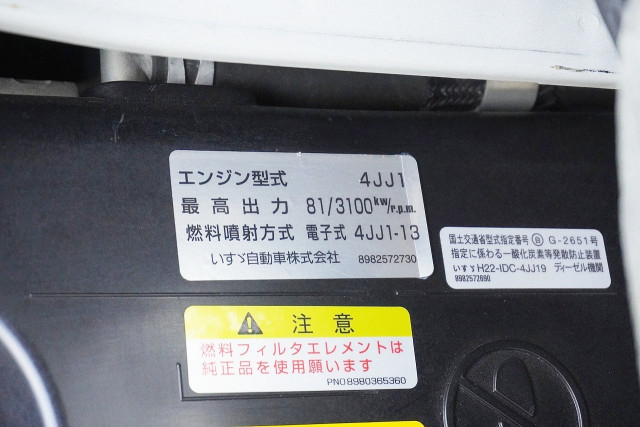 エンジン型式 4JJ1
最高出力 81/3100kw/r.p.m.
燃料噴射方式 電子式 4JJ1-13
いすゞ自動車株式会社 8982572730
国土交通省型式指定番号 Ⓑ G-2651号
指定に係わる一酸化炭素等発散防止装置
いすゞH22-IDC-4JJ19 ディーゼル機関
8982572690
⚠ 注意
燃料フィルタエレメントは
純正品を使用願います
PNO8980365360